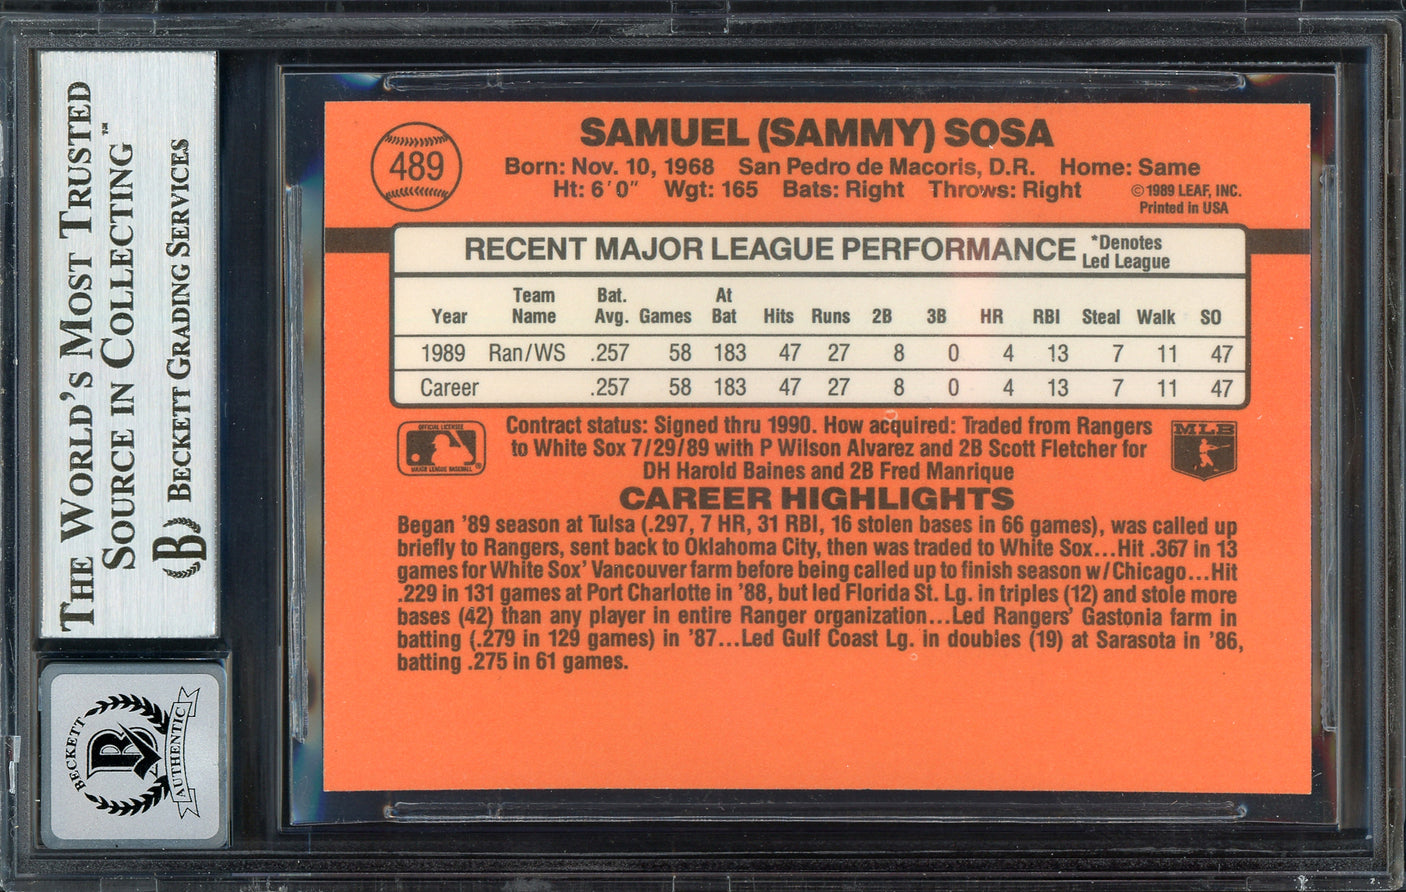 THE WORLD'S MOST TRUSTED
SOURCE IN COLLECTING™
BECKETT GRADING SERVICES
B
BECKETT
B
AUTHENTIC
489
SAMUEL (SAMMY) SOSA
Born: Nov. 10, 1968 San Pedro de Macoris, D.R. Home: Same
Ht: 6'0" Wgt: 165 Bats: Right Throws: Right
© 1989 LEAF, INC.
Printed in USA
RECENT MAJOR LEAGUE PERFORMANCE
*Denotes
Led League
Year Team Name Bat. Avg. Games At Bat Hits Runs 2B 3B HR RBI Steal Walk SO
1989 Ran/WS .257 58 183 47 27 8 0 4 13 7 11 47
Career .257 58 183 47 27 8 0 4 13 7 11 47
OFFICIAL LICENSEE
MAJOR LEAGUE BASEBALL ®
Contract status: Signed thru 1990. How acquired: Traded from Rangers
to White Sox 7/29/89 with P Wilson Alvarez and 2B Scott Fletcher for
DH Harold Baines and 2B Fred Manrique
MLB
CAREER HIGHLIGHTS
Began '89 season at Tulsa (.297, 7 HR, 31 RBI, 16 stolen bases in 66 games), was called up
briefly to Rangers, sent back to Oklahoma City, then was traded to White Sox...Hit .367 in 13
games for White Sox' Vancouver farm before being called up to finish season w/Chicago...Hit
.229 in 131 games at Port Charlotte in '88, but led Florida St. Lg. in triples (12) and stole more
bases (42) than any player in entire Ranger organization...Led Rangers' Gastonia farm in
batting (.279 in 129 games) in '87...Led Gulf Coast Lg. in doubles (19) at Sarasota in '86,
batting .275 in 61 games.